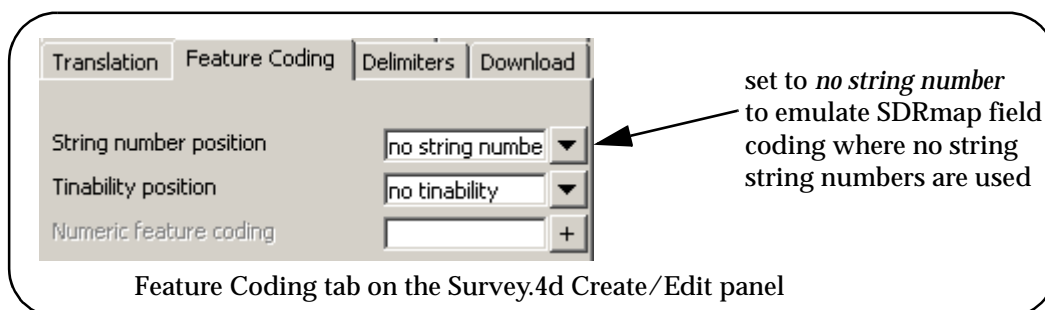 Translation Feature Coding Delimiters Download
String number position no string numbe
Tinability position no tinability
Numeric feature coding +
set to no string number
to emulate SDRmap field
coding where no string
string numbers are used
Feature Coding tab on the Survey.4d Create/Edit panel